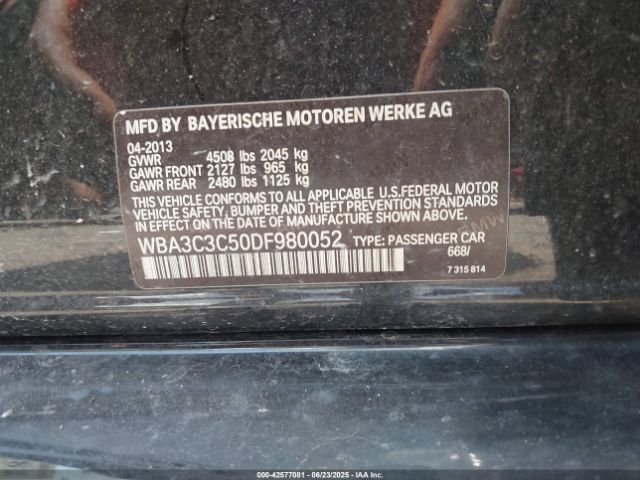 MFD BY BAYERISCHE MOTOREN WERKE AG
04-2013
GVWR 4508 lbs 2045 kg
GAWR FRONT 2127 lbs 965 kg
GAWR REAR 2480 lbs 1125 kg
THIS VEHICLE CONFORMS TO ALL APPLICABLE U.S.FEDERAL MOTOR
VEHICLE SAFETY, BUMPER AND THEFT PREVENTION STANDARDS
IN EFFECT ON THE DATE OF MANUFACTURE SHOWN ABOVE.
WBA3C3C50DF980052 TYPE: PASSENGER CAR
668/
7 315 814
000-42577081 - 06/23/2025 - IAA Inc.